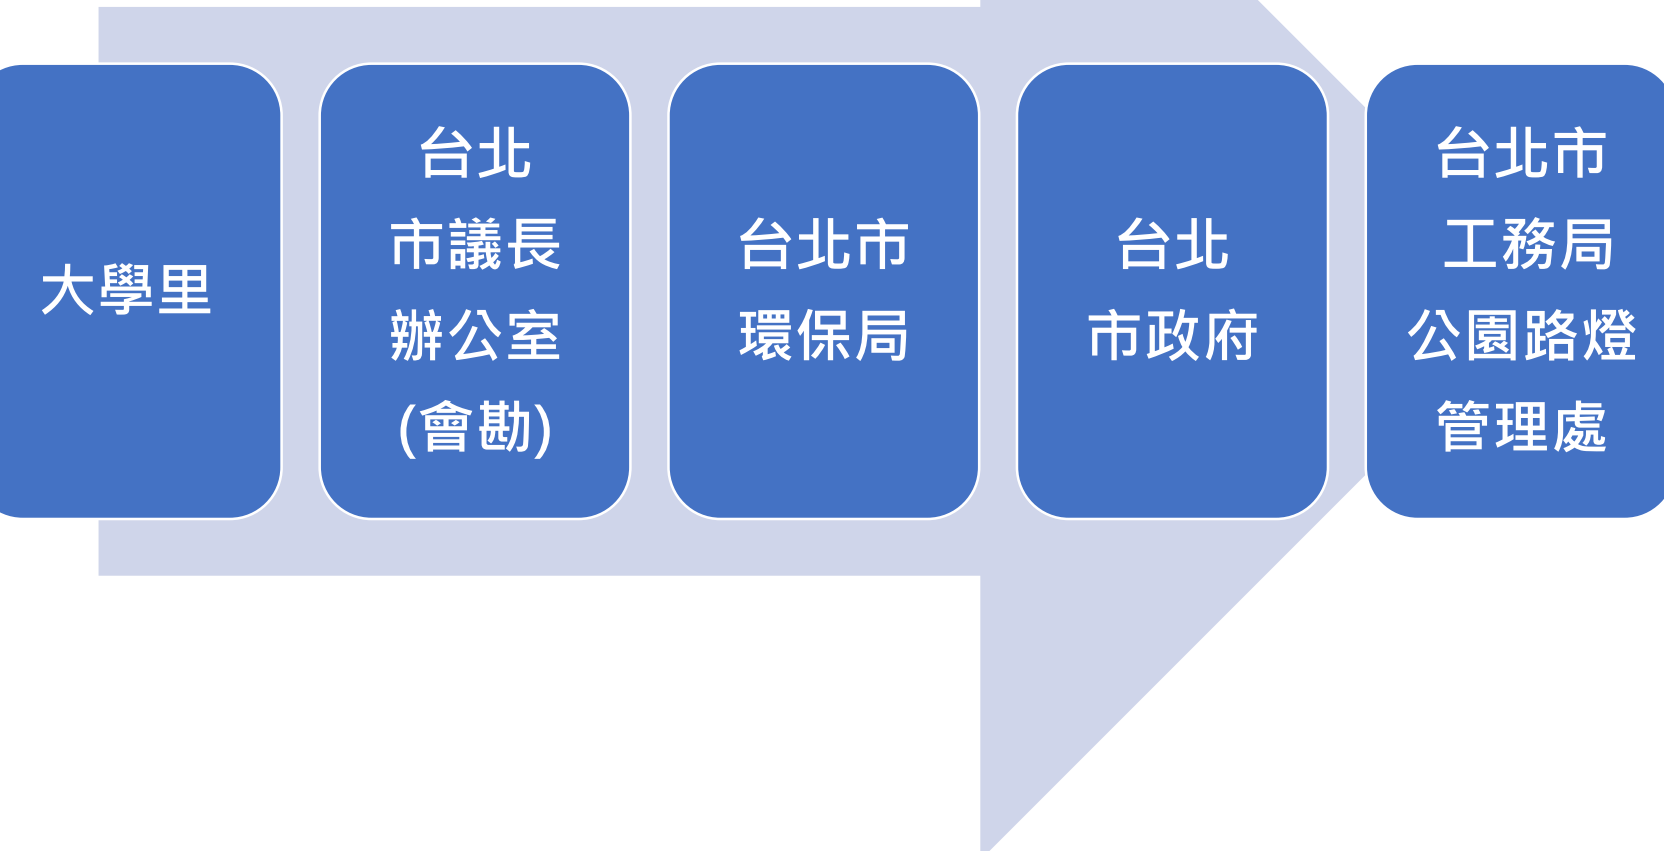 大學里
台北
市議長
辦公室
(會勘)
台北市
環保局
台北
市政府
台北市
工務局
公園路燈
管理處